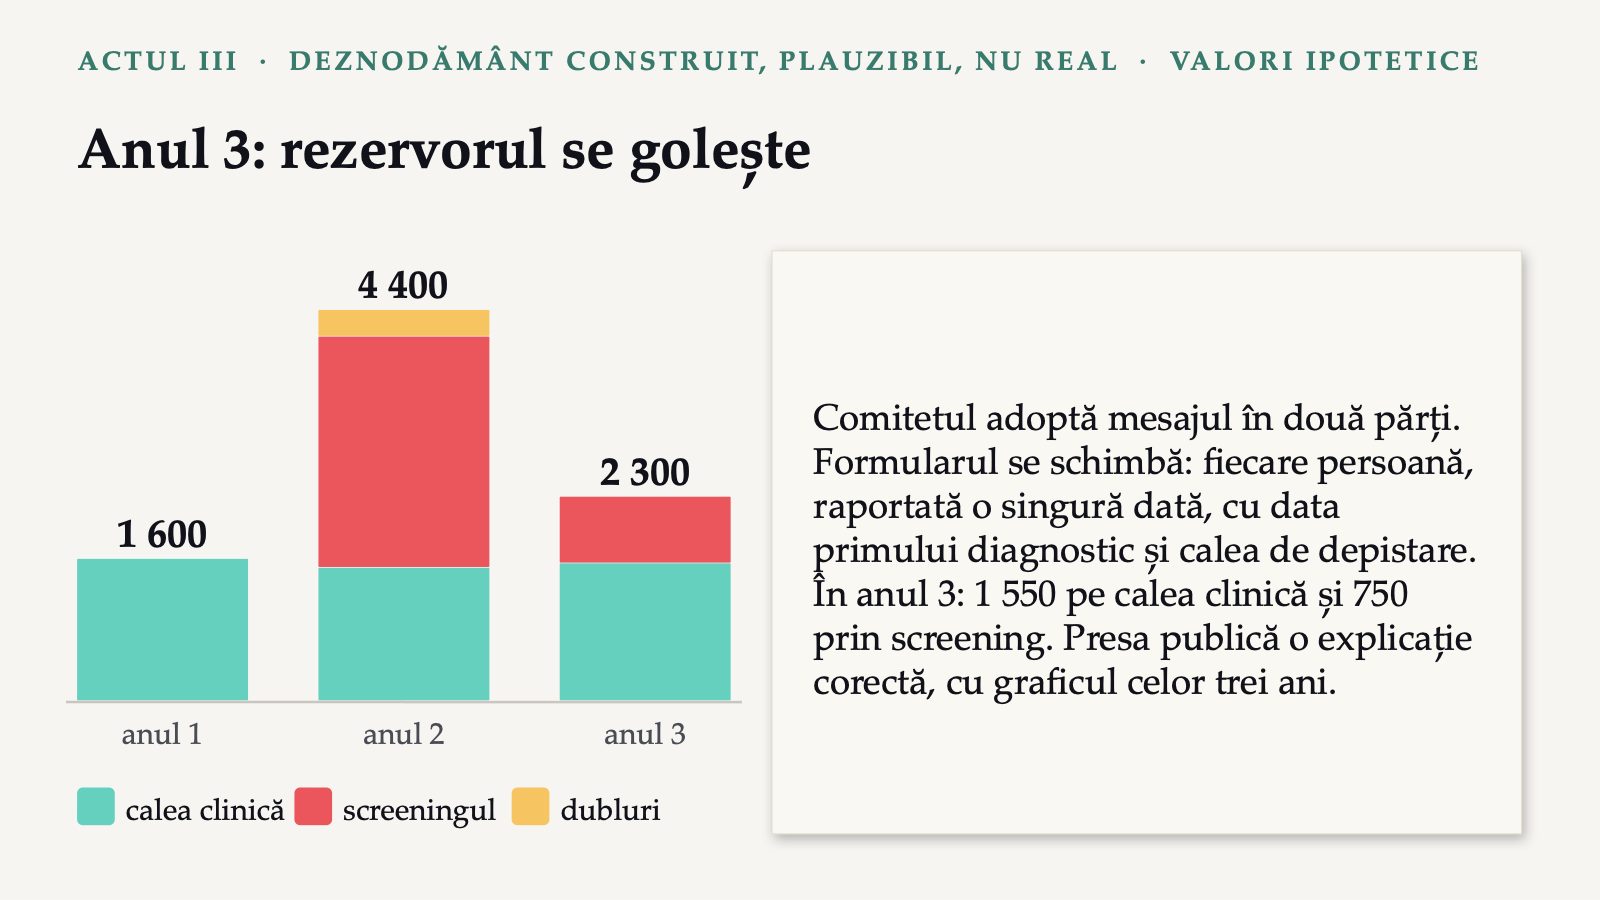 ACTUL III · DEZNODĂMÂNT CONSTRUIT, PLAUZIBIL, NU REAL · VALORI IPOTETICE
Anul 3: rezervorul se golește
4 400
2 300
1 600
anul 1
anul 2
anul 3
calea clinică
screeningul
dubluri
Comitetul adoptă mesajul în două părți.
Formularul se schimbă: fiecare persoană,
raportată o singură dată, cu data
primului diagnostic și calea de depistare.
În anul 3: 1 550 pe calea clinică și 750
prin screening. Presa publică o explicație
corectă, cu graficul celor trei ani.